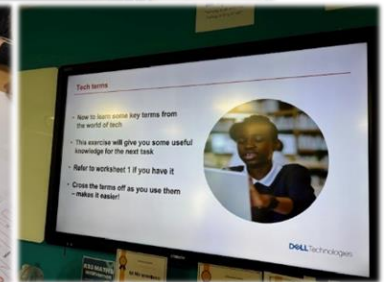 Tech terms
- Now to learn some key terms from
the world of tech
- This exercise will give you some useful
knowledge for the next task
- Refer to worksheet 1 if you have it
- Cross the terms off as you use them
– makes it easier!
DELL Technologies